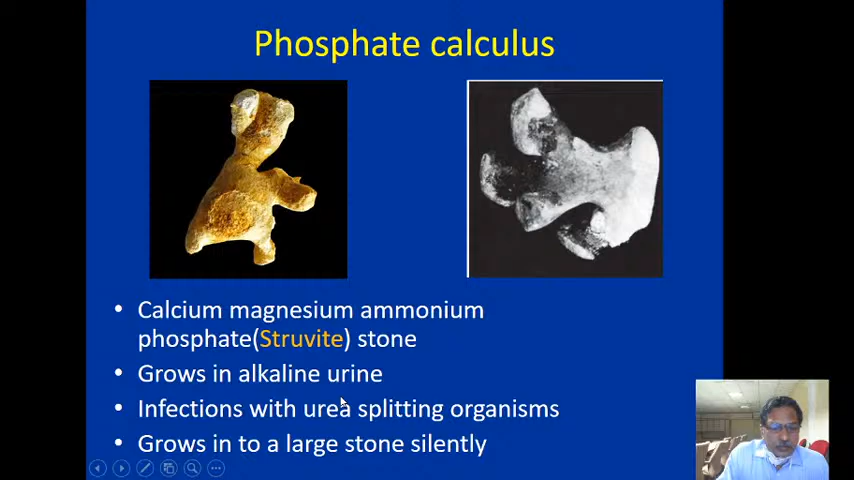 Phosphate calculus
• Calcium magnesium ammonium
phosphate(Struvite) stone
• Grows in alkaline urine
• Infections with urea splitting organisms
• Grows in to a large stone silently